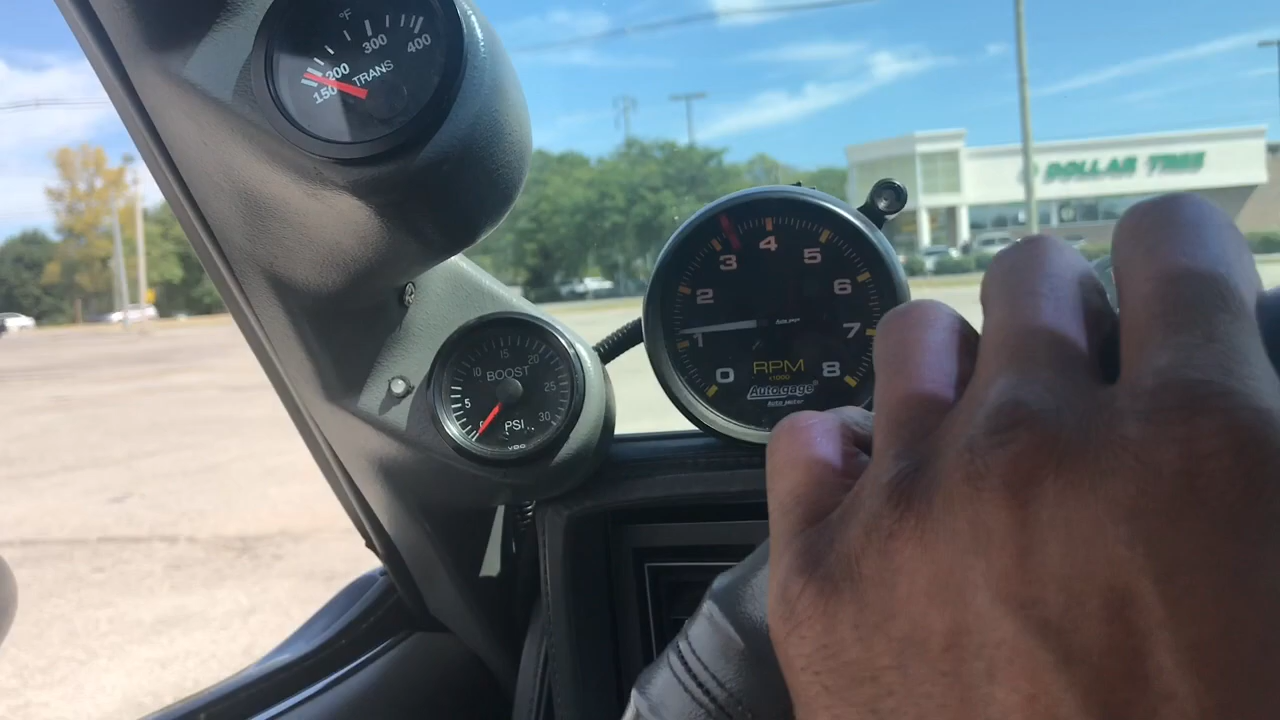 °F
150 200 300 400
TRANS
DOLLAR TREE
0 1 2 3 4 5 6 7 8
RPM
x1000
Auto gage®
Auto Meter
5 10 15 20 25 30
BOOST
PSI
VDO